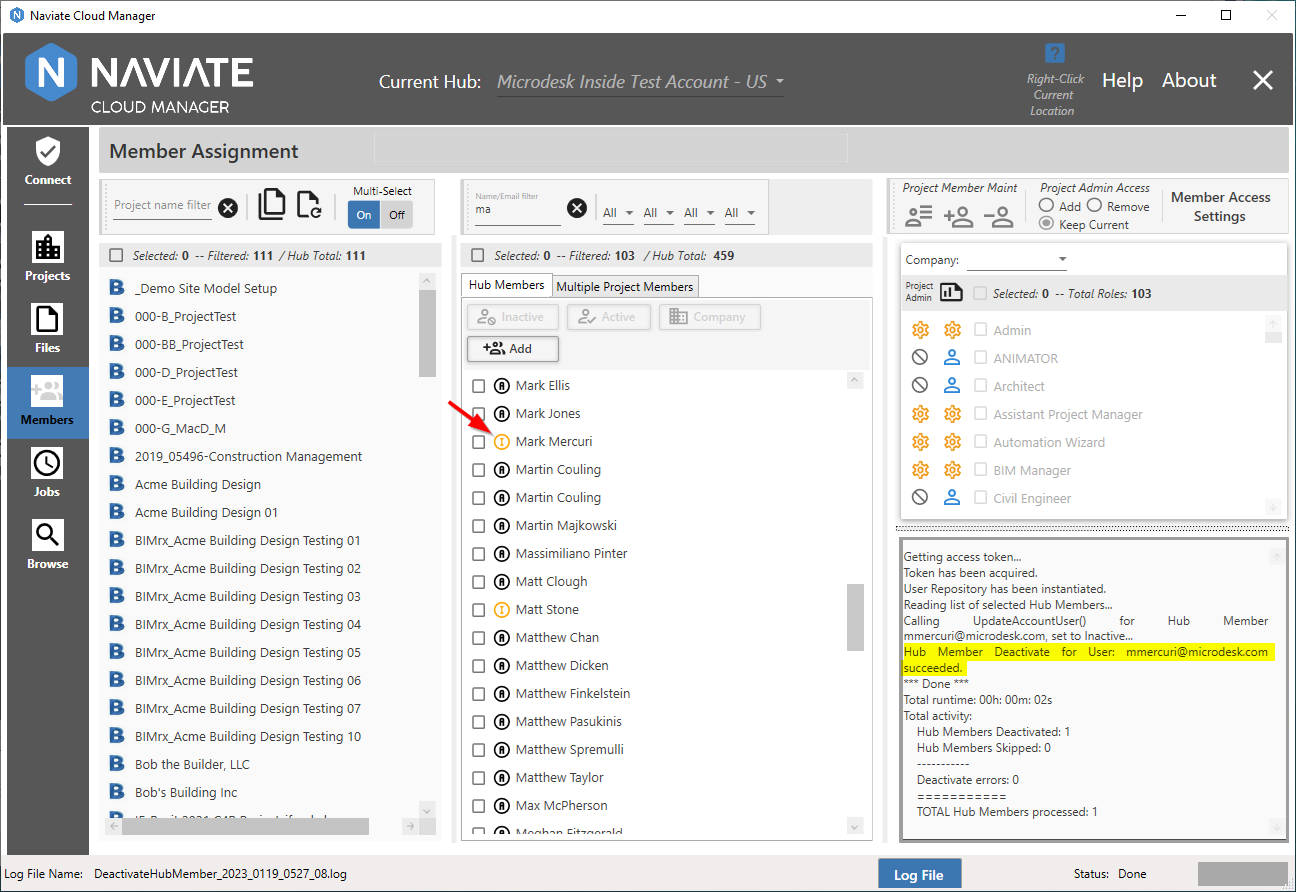 Naviate Cloud Manager
NAVIATE
CLOUD MANAGER
Current Hub: Microdesk Inside Test Account - US
?
Right-Click
Current
Location
Help
About
Connect
Projects
Files
Members
Jobs
Browse
Member Assignment
Project name filter
Multi-Select
On Off
Selected: 0 -- Filtered: 111 / Hub Total: 111
_Demo Site Model Setup
000-B_ProjectTest
000-BB_ProjectTest
000-D_ProjectTest
000-E_ProjectTest
000-G_MacD_M
2019_05496-Construction Management
Acme Building Design
Acme Building Design 01
BIMrx_Acme Building Design Testing 01
BIMrx_Acme Building Design Testing 02
BIMrx_Acme Building Design Testing 03
BIMrx_Acme Building Design Testing 04
BIMrx_Acme Building Design Testing 05
BIMrx_Acme Building Design Testing 06
BIMrx_Acme Building Design Testing 07
BIMrx_Acme Building Design Testing 10
Bob the Builder, LLC
Bob's Building Inc
Name/Email filter
ma
All All All All
Selected: 0 -- Filtered: 103 / Hub Total: 459
Hub Members
Multiple Project Members
Inactive
Active
Company
Add
Mark Ellis
Mark Jones
Mark Mercuri
Martin Couling
Martin Couling
Martin Majkowski
Massimiliano Pinter
Matt Clough
Matt Stone
Matthew Chan
Matthew Dicken
Matthew Finkelstein
Matthew Pasukinis
Matthew Spremulli
Matthew Taylor
Max McPherson
Meghan Fitzgerald
Project Member Maint
Project Admin Access
Add Remove
Keep Current
Member Access
Settings
Company:
Project
Admin
Selected: 0 -- Total Roles: 103
Admin
ANIMATOR
Architect
Assistant Project Manager
Automation Wizard
BIM Manager
Civil Engineer
Getting access token...
Token has been acquired.
User Repository has been instantiated.
Reading list of selected Hub Members...
Calling UpdateAccountUser() for Hub Member
mmercuri@microdesk.com, set to Inactive...
Hub Member Deactivate for User: mmercuri@microdesk.com
succeeded.
*** Done ***
Total runtime: 00h: 00m: 02s
Total activity:
Hub Members Deactivated: 1
Hub Members Skipped: 0
-----------
Deactivate errors: 0
===========
TOTAL Hub Members processed: 1
Log File Name: DeactivateHubMember_2023_0119_0527_08.log
Log File
Status: Done